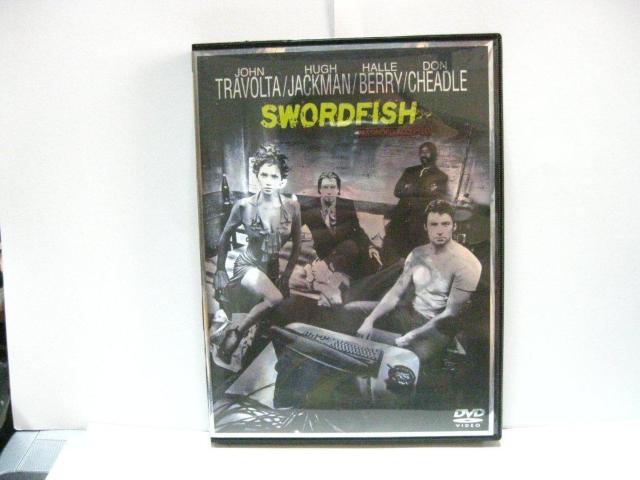 JOHN HUGH HALLE DON
TRAVOLTA/JACKMAN/BERRY/CHEADLE
SWORDFISH
DVD
VIDEO